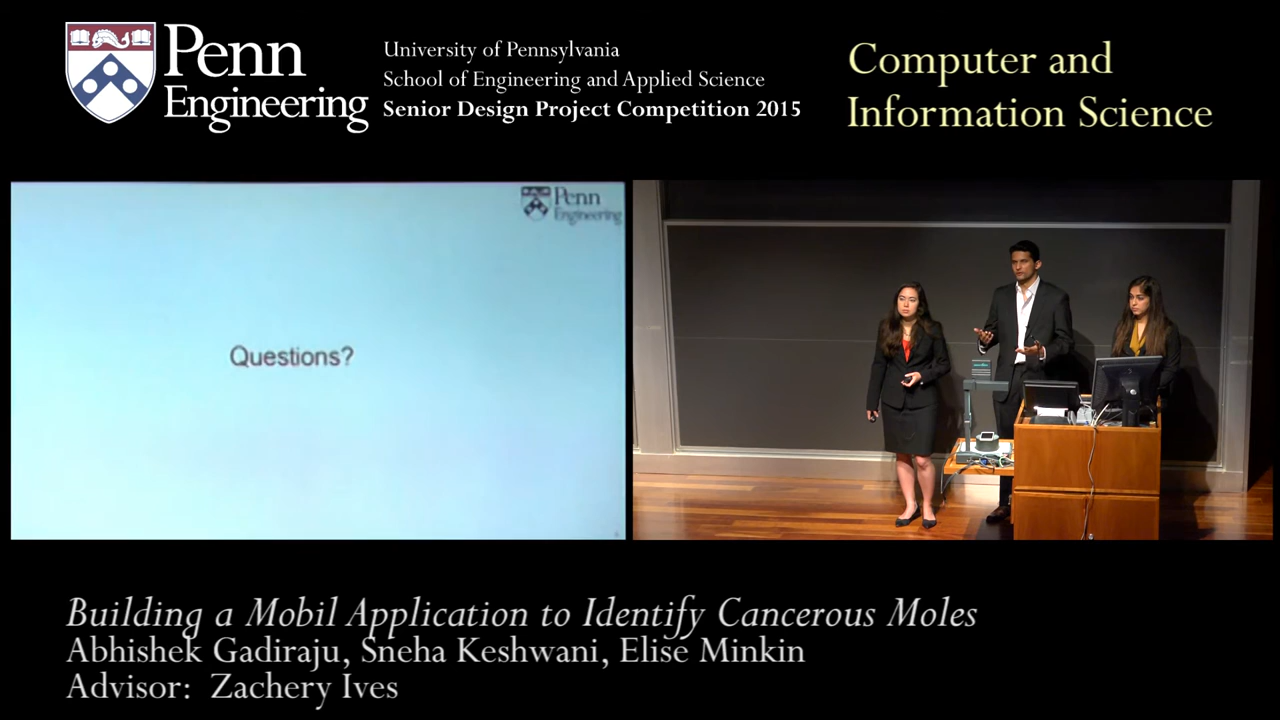 Penn
Engineering
University of Pennsylvania
School of Engineering and Applied Science
Senior Design Project Competition 2015
Computer and
Information Science
Penn
Engineering
Questions?
Building a Mobil Application to Identify Cancerous Moles
Abhishek Gadiraju, Sneha Keshwani, Elise Minkin
Advisor: Zachery Ives